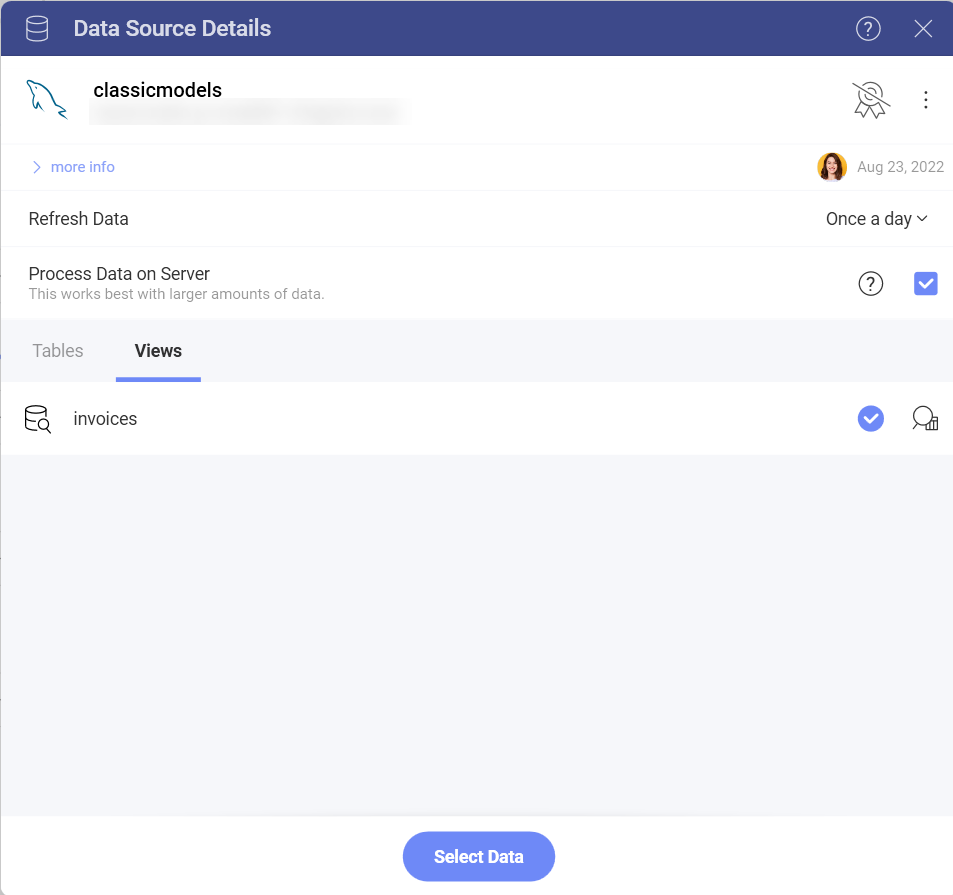 Data Source Details
classicmodels
more info
Aug 23, 2022
Refresh Data
Once a day
Process Data on Server
This works best with larger amounts of data.
Tables
Views
invoices
Select Data